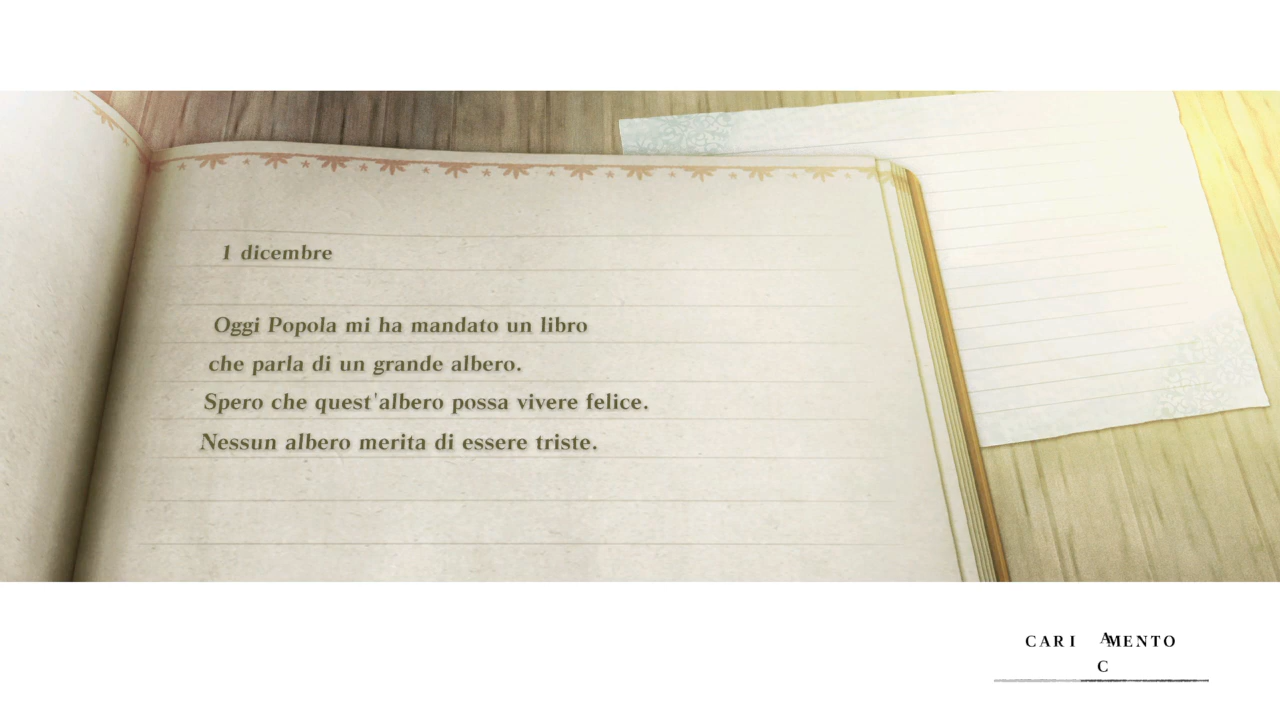 1 dicembre
Oggi Popola mi ha mandato un libro
che parla di un grande albero.
Spero che quest'albero possa vivere felice.
Nessun albero merita di essere triste.
CARI AMENTO
C